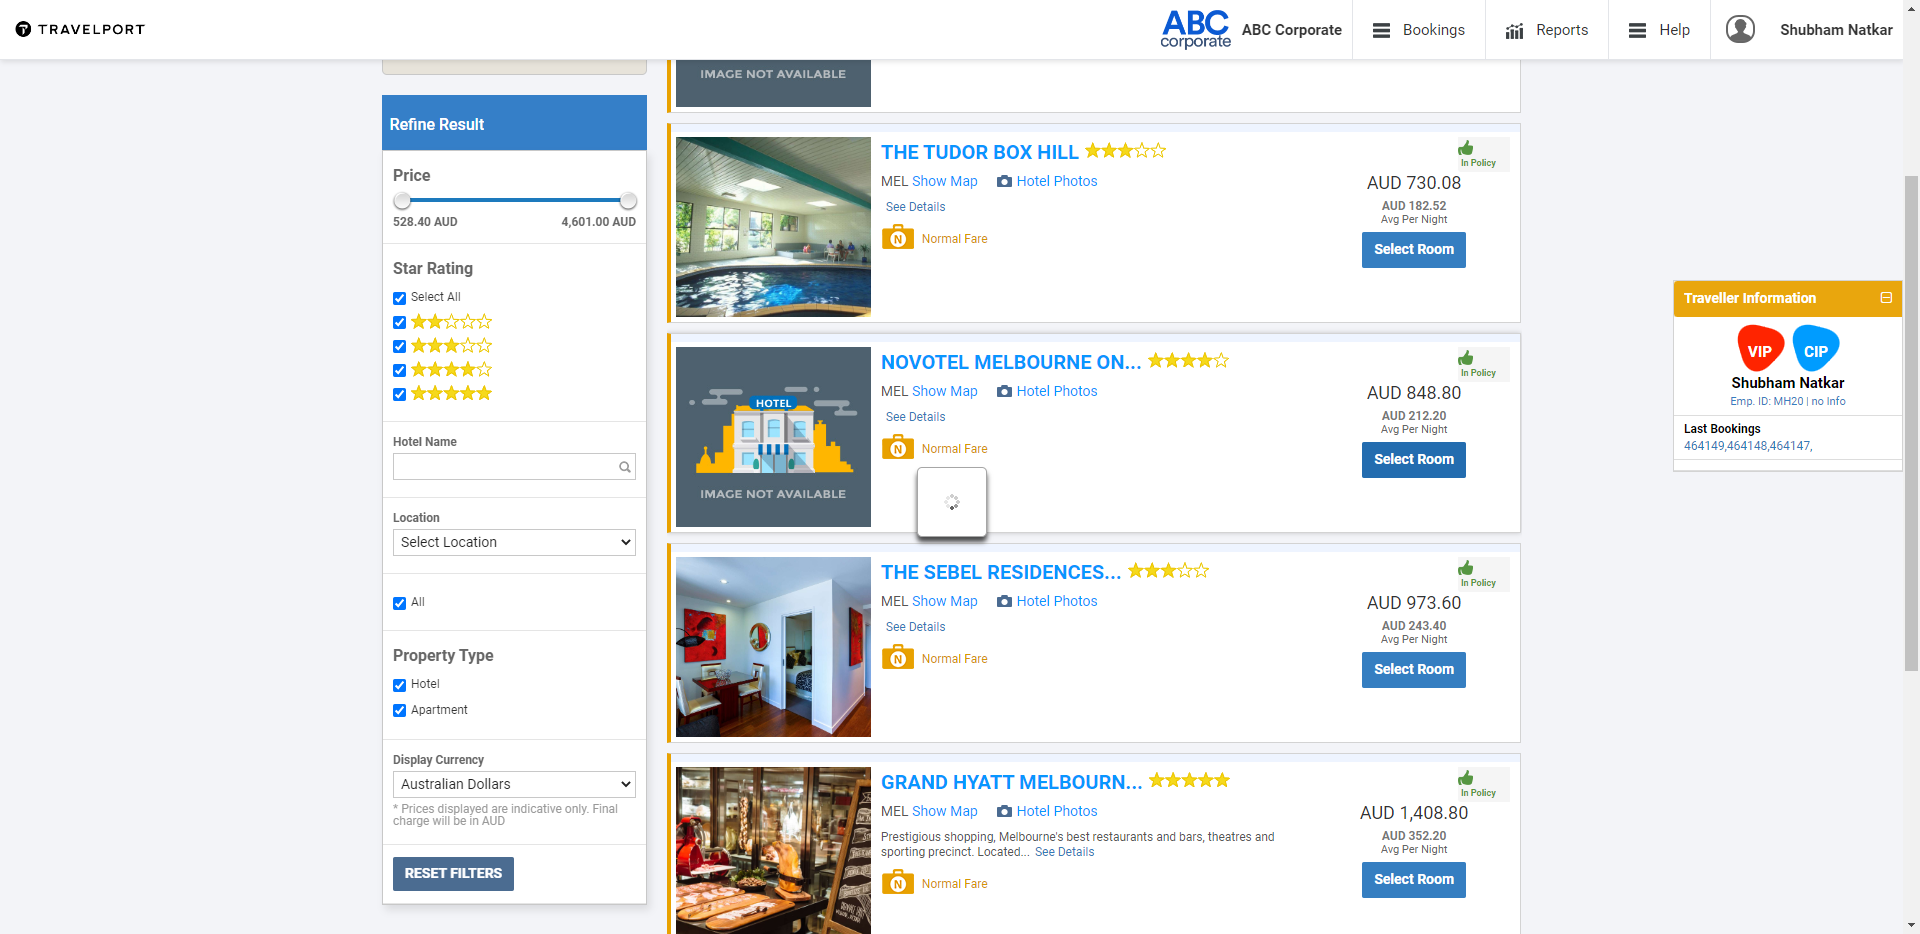 TRAVELPORT
ABC
corporate
ABC Corporate
Bookings
Reports
Help
Shubham Natkar
Refine Result
Price
528.40 AUD
4,601.00 AUD
Star Rating
Select All
Hotel Name
Location
Select Location
All
Property Type
Hotel
Apartment
Display Currency
Australian Dollars
* Prices displayed are indicative only. Final
charge will be in AUD
RESET FILTERS
IMAGE NOT AVAILABLE
THE TUDOR BOX HILL
MEL Show Map Hotel Photos
See Details
N Normal Fare
In Policy
AUD 730.08
AUD 182.52
Avg Per Night
Select Room
HOTEL
IMAGE NOT AVAILABLE
NOVOTEL MELBOURNE ON...
MEL Show Map Hotel Photos
See Details
N Normal Fare
In Policy
AUD 848.80
AUD 212.20
Avg Per Night
Select Room
THE SEBEL RESIDENCES...
MEL Show Map Hotel Photos
See Details
N Normal Fare
In Policy
AUD 973.60
AUD 243.40
Avg Per Night
Select Room
GRAND HYATT MELBOURN...
MEL Show Map Hotel Photos
Prestigious shopping, Melbourne's best restaurants and bars, theatres and
sporting precinct. Located... See Details
N Normal Fare
In Policy
AUD 1,408.80
AUD 352.20
Avg Per Night
Select Room
Traveller Information
VIP
CIP
Shubham Natkar
Emp. ID: MH20 | no Info
Last Bookings
464149,464148,464147,